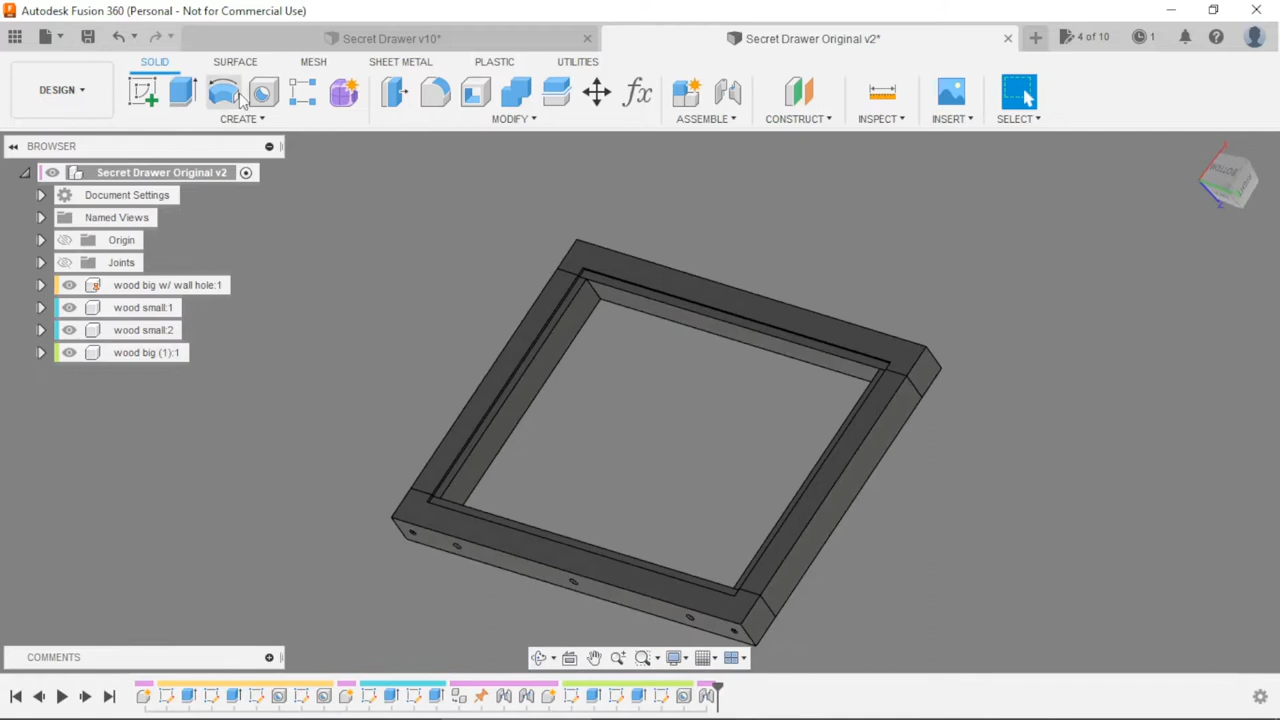 Autodesk Fusion 360 (Personal - Not for Commercial Use)
Secret Drawer v10*
Secret Drawer Original v2*
4 of 10
1
DESIGN
SOLID
SURFACE
MESH
SHEET METAL
PLASTIC
UTILITIES
fx
CREATE
MODIFY
ASSEMBLE
CONSTRUCT
INSPECT
INSERT
SELECT
BROWSER
Secret Drawer Original v2
Document Settings
Named Views
Origin
Joints
wood big w/ wall hole:1
wood small:1
wood small:2
wood big (1):1
BOTTOM
Z
COMMENTS